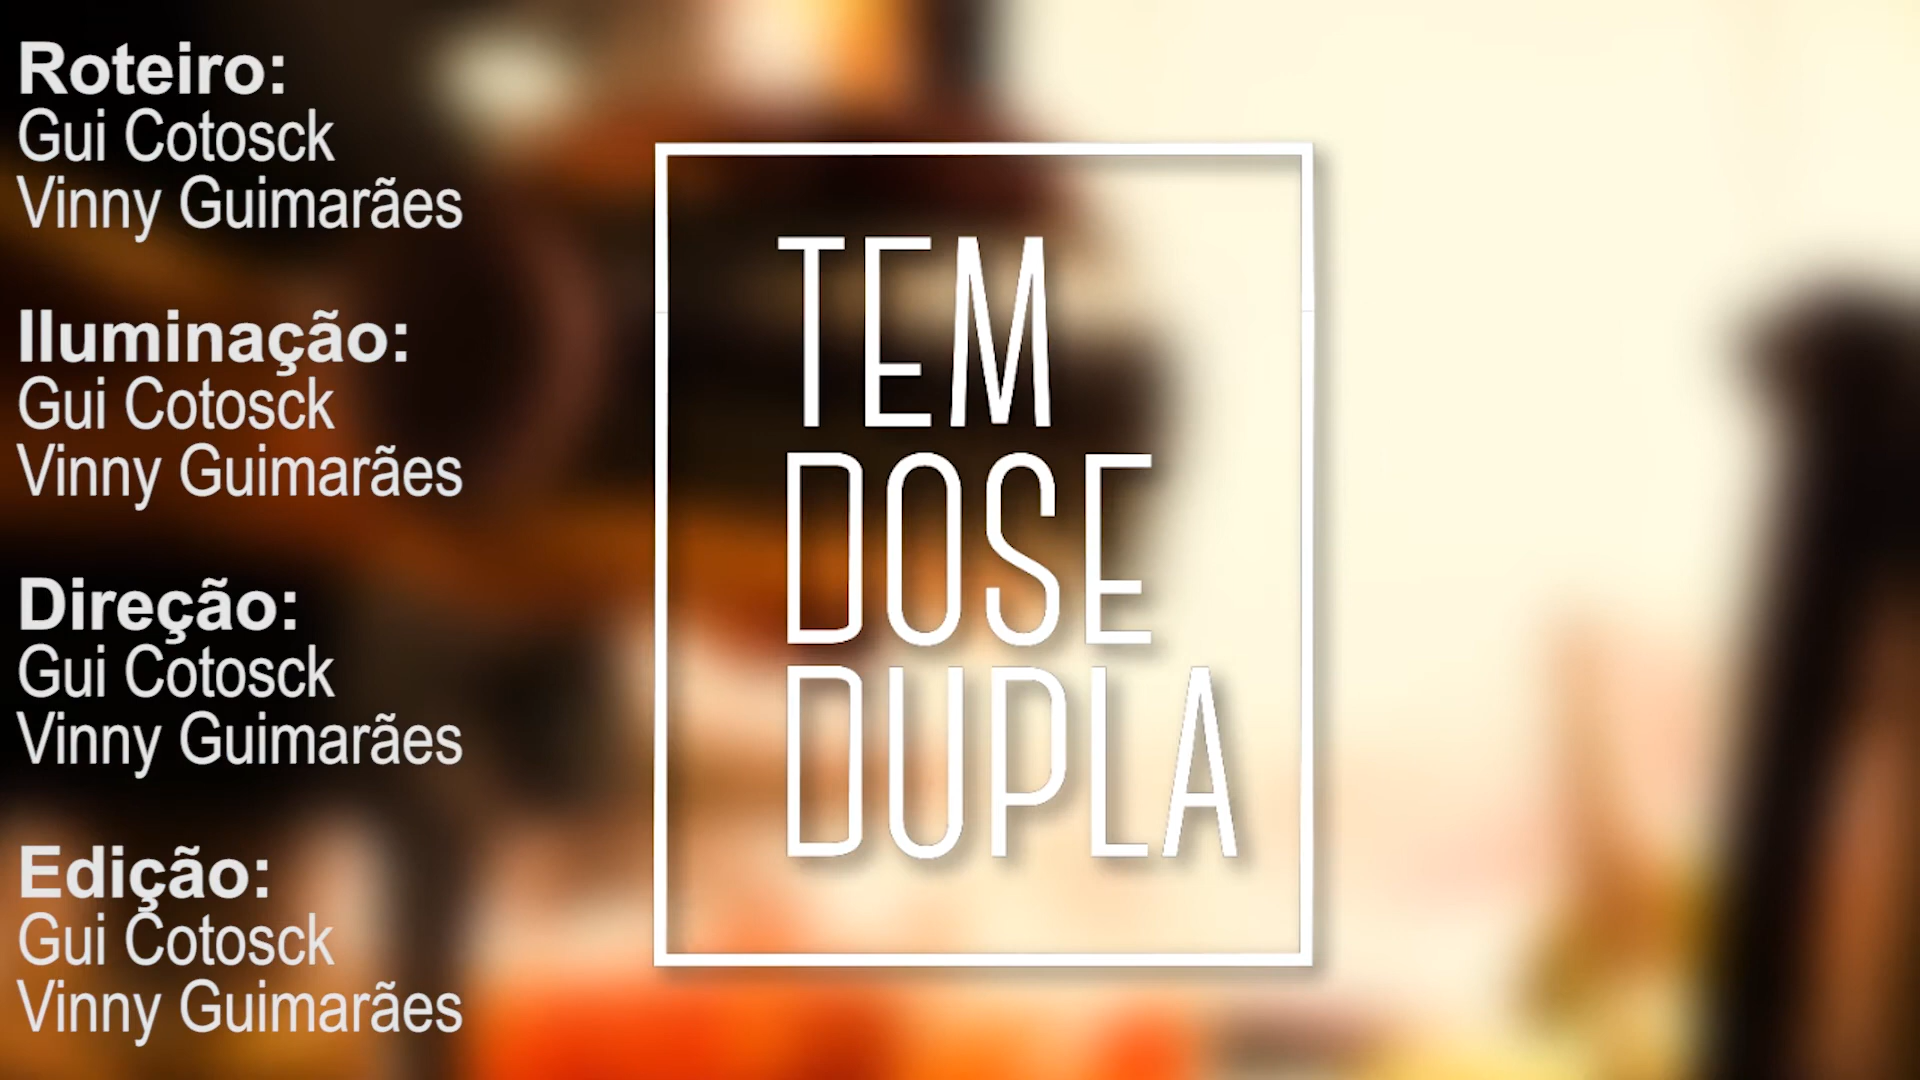 Roteiro:
Gui Cotosck
Vinny Guimarães
Iluminação:
Gui Cotosck
Vinny Guimarães
Direção:
Gui Cotosck
Vinny Guimarães
Edição:
Gui Cotosck
Vinny Guimarães
TEM
DOSE
DUPLA